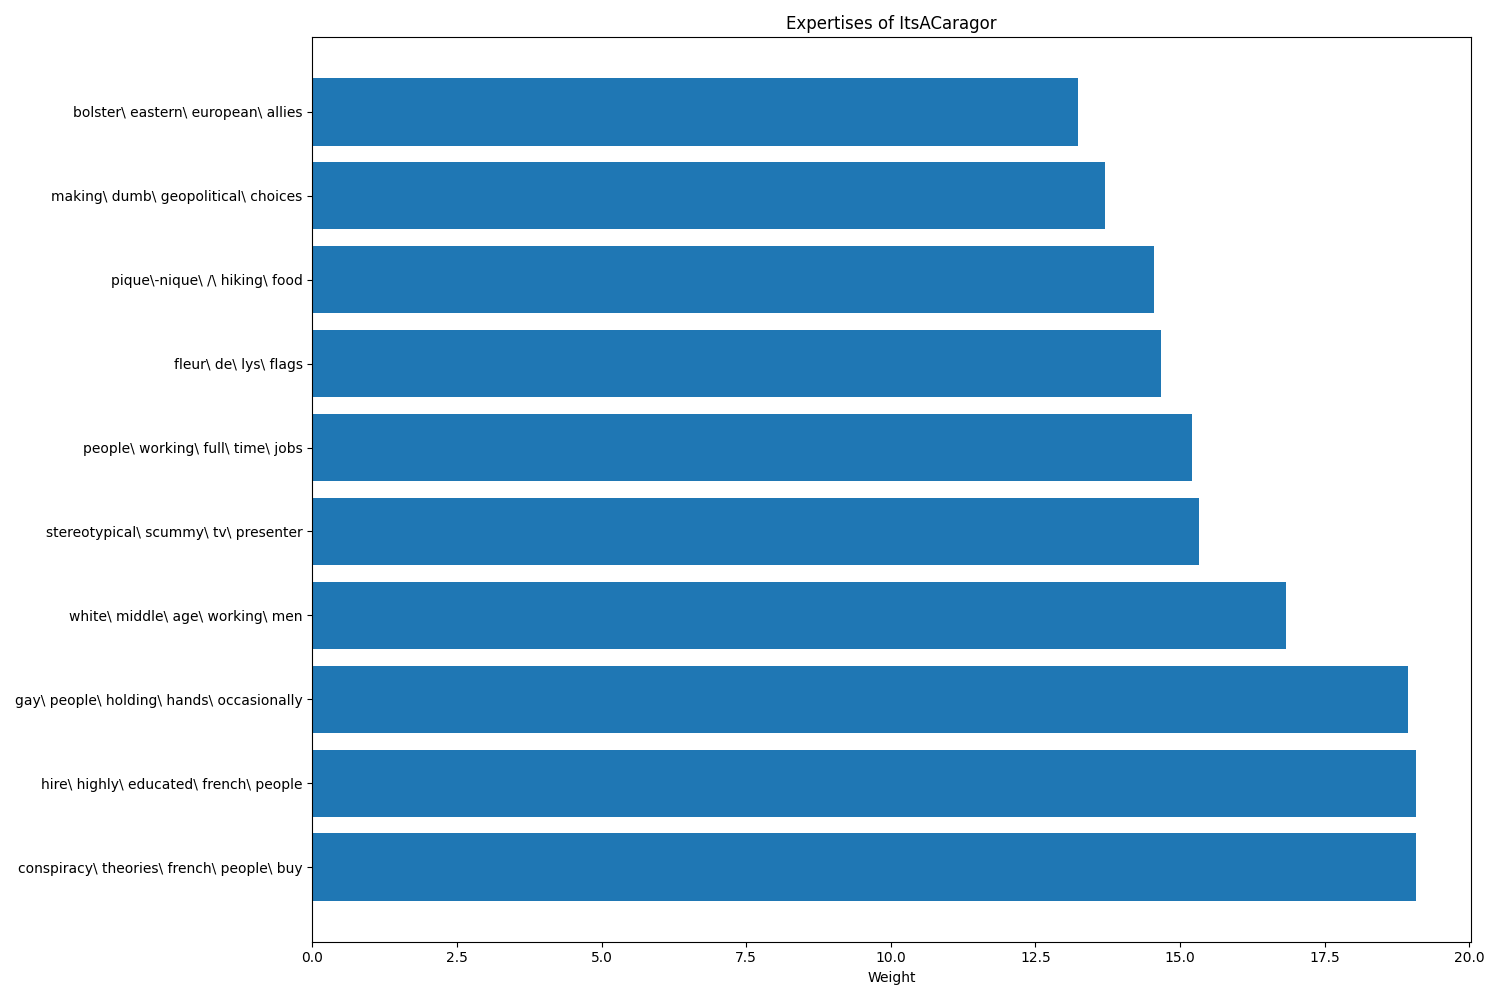 Expertises of ItsACaragor
bolster\ eastern\ european\ allies
making\ dumb\ geopolitical\ choices
pique\-nique\ /\ hiking\ food
fleur\ de\ lys\ flags
people\ working\ full\ time\ jobs
stereotypical\ scummy\ tv\ presenter
white\ middle\ age\ working\ men
gay\ people\ holding\ hands\ occasionally
hire\ highly\ educated\ french\ people
conspiracy\ theories\ french\ people\ buy
0.0 2.5 5.0 7.5 10.0 12.5 15.0 17.5 20.0
Weight